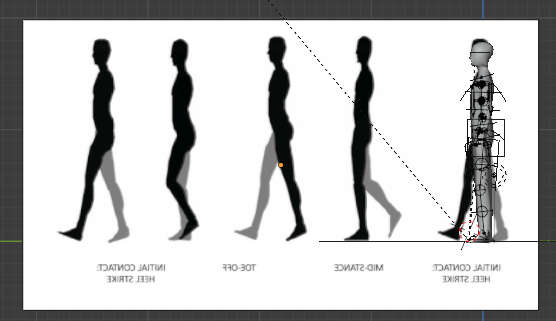 INITIAL CONTACT:
HEEL STRIKE
TOE-OFF
MID-STANCE
INITIAL CONTACT:
HEEL STRIKE